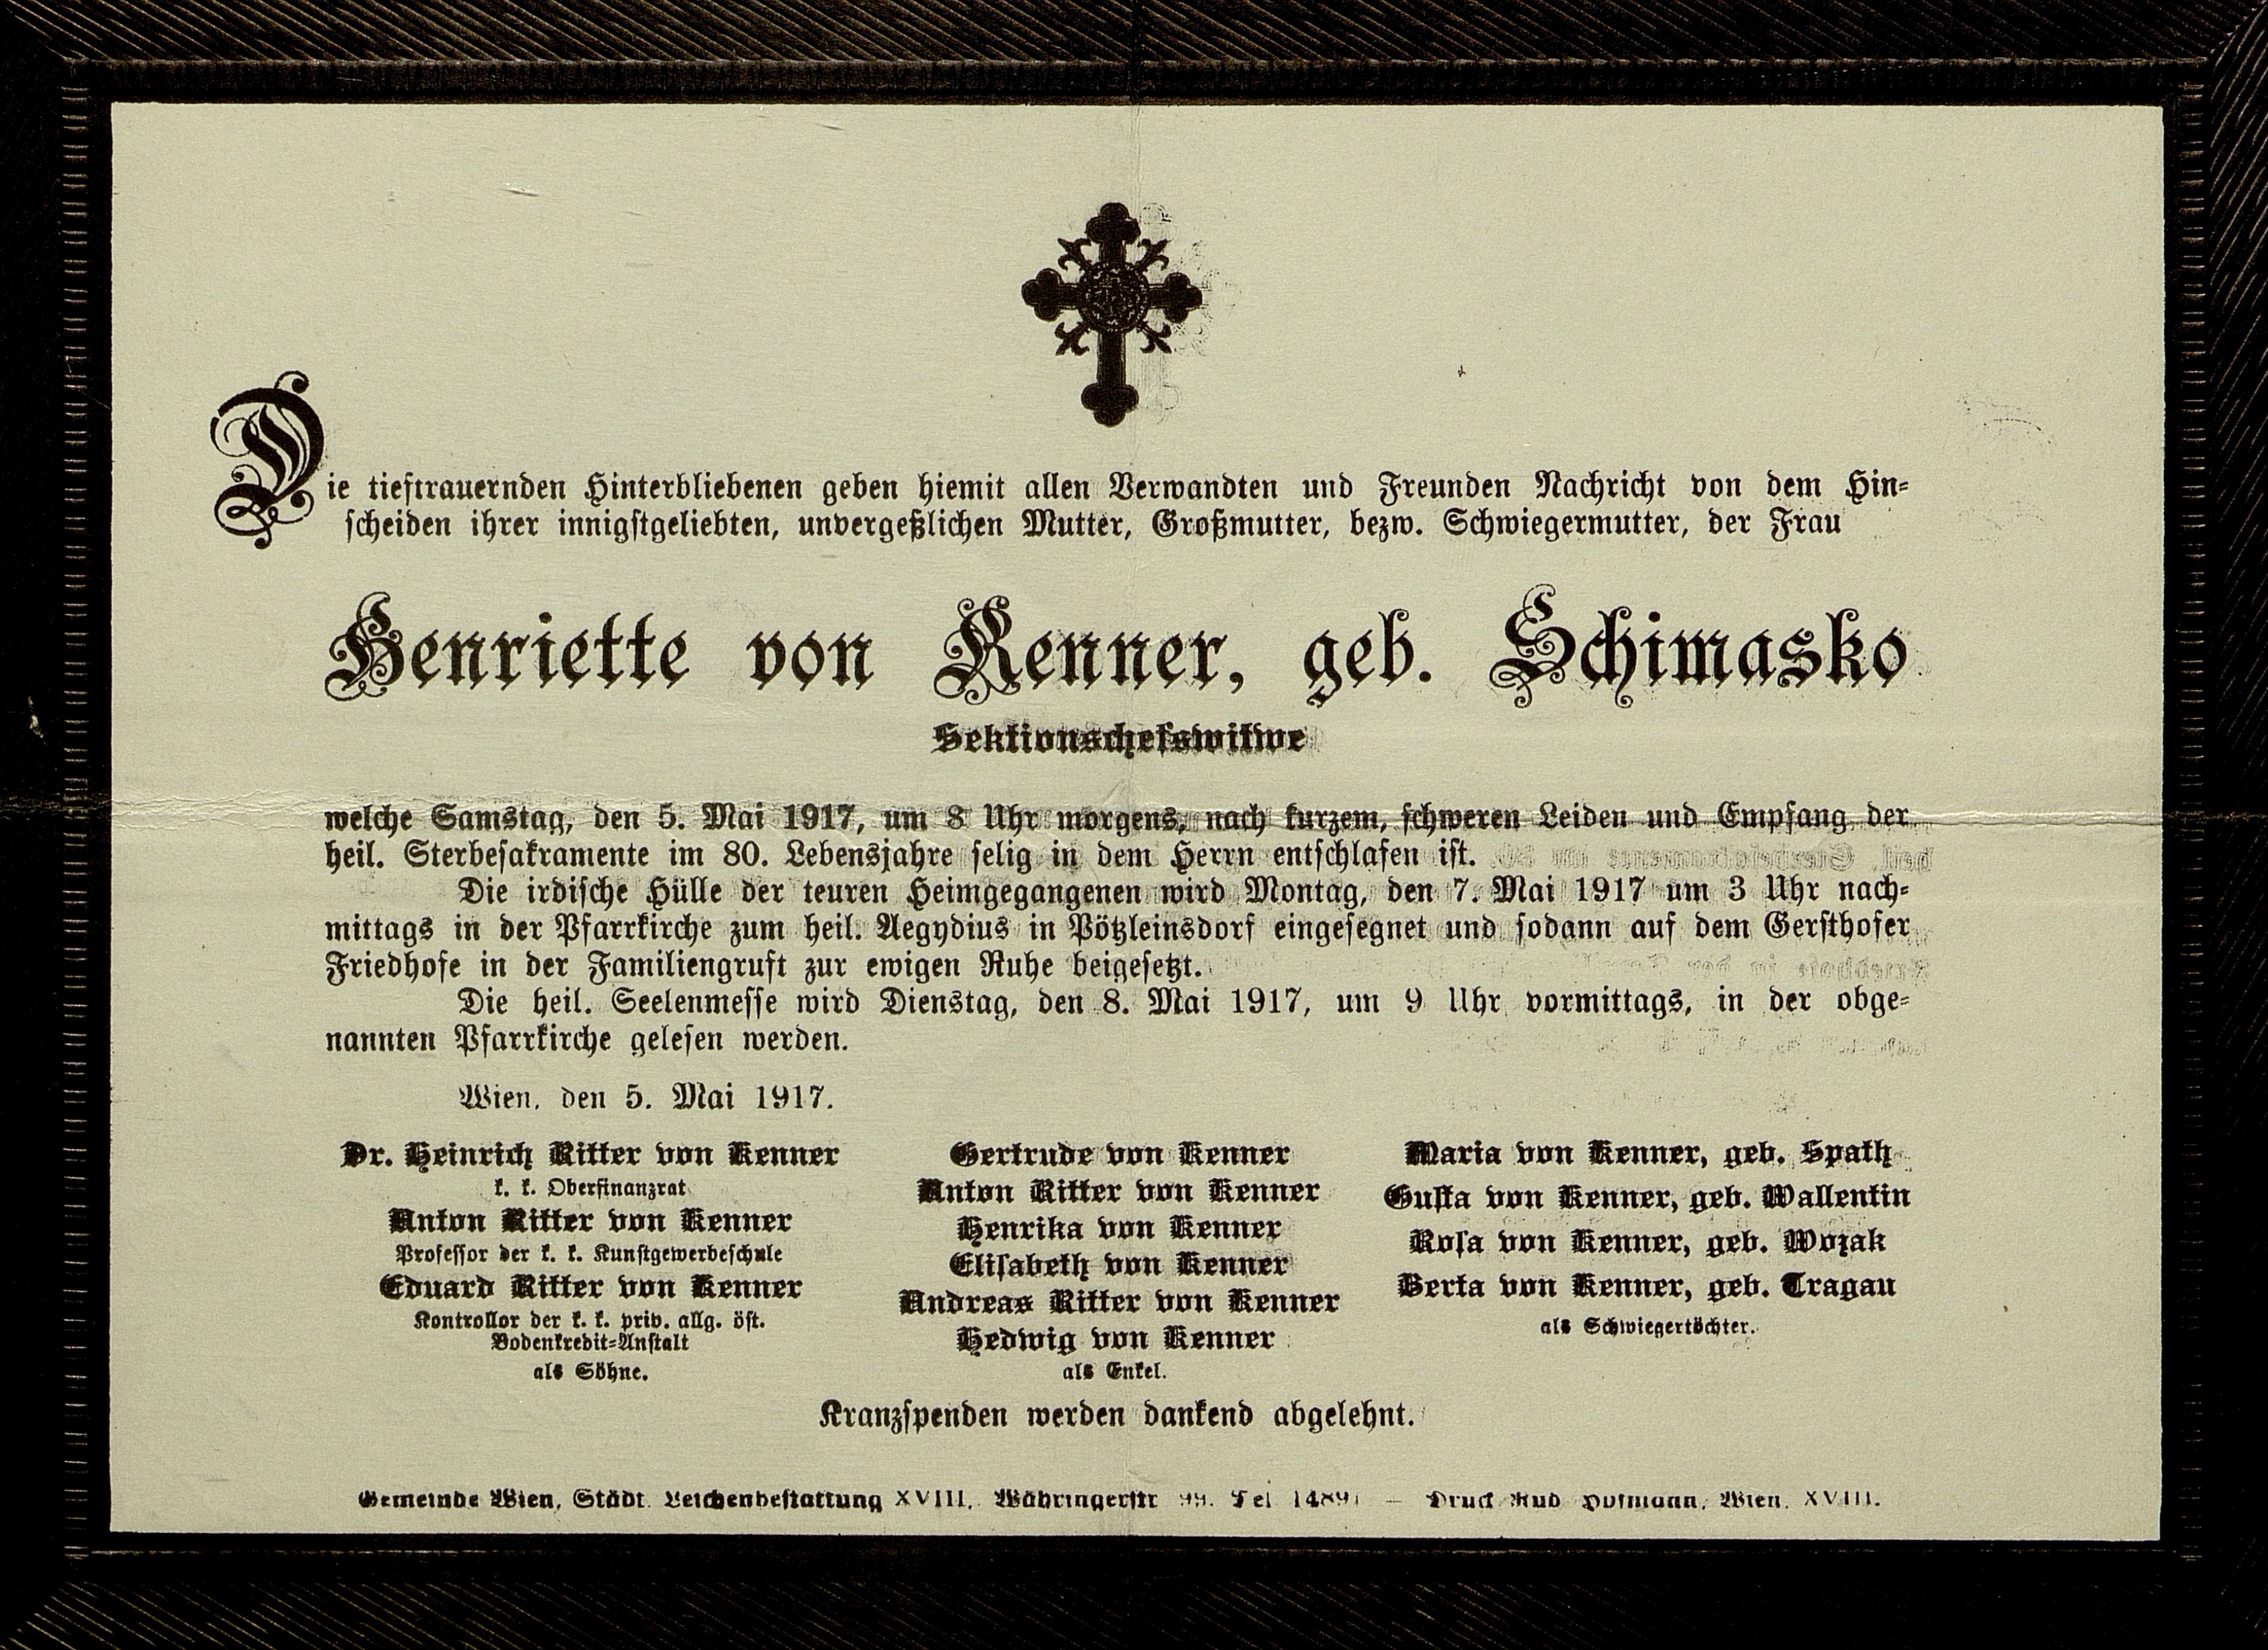 Die tieftrauernden Hinterbliebenen geben hiemit allen Verwandten und Freunden Nachricht von dem Hin-
scheiden ihrer innigstgeliebten, unvergeßlichen Mutter, Großmutter, bezw. Schwiegermutter, der Frau
Henriette von Kenner, geb. Schimasko
Sektionschefswitwe
welche Samstag, den 5. Mai 1917, um 8 Uhr morgens, nach kurzem, schweren Leiden und Empfang der
heil. Sterbesakramente im 80. Lebensjahre selig in dem Herrn entschlafen ist.
Die irdische Hülle der teuren Heimgegangenen wird Montag, den 7. Mai 1917 um 3 Uhr nach-
mittags in der Pfarrkirche zum heil. Aegydius in Pötzleinsdorf eingesegnet und sodann auf dem Gersthofer
Friedhofe in der Familiengruft zur ewigen Ruhe beigesetzt.
Die heil. Seelenmesse wird Dienstag, den 8. Mai 1917, um 9 Uhr vormittags, in der obge-
nannten Pfarrkirche gelesen werden.
Wien, den 5. Mai 1917.
Dr. Heinrich Ritter von Kenner
k. k. Oberfinanzrat
Anton Ritter von Kenner
Professor der k. k. Kunstgewerbeschule
Eduard Ritter von Kenner
Kontrollor der k. k. priv. allg. öst.
Bodenkredit-Anstalt
als Söhne.
Gertrude von Kenner
Anton Ritter von Kenner
Henrika von Kenner
Elisabeth von Kenner
Andreas Ritter von Kenner
Hedwig von Kenner
als Enkel.
Maria von Kenner, geb. Spath
Gusta von Kenner, geb. Wallentin
Rosa von Kenner, geb. Wozak
Berta von Kenner, geb. Tragau
als Schwiegertöchter.
Kranzspenden werden dankend abgelehnt.
Gemeinde Wien, Städt. Leichenbestattung XVIII., Währingerstr. 99. Tel. — Druck Rud. Hofmann, Wien, XVIII.